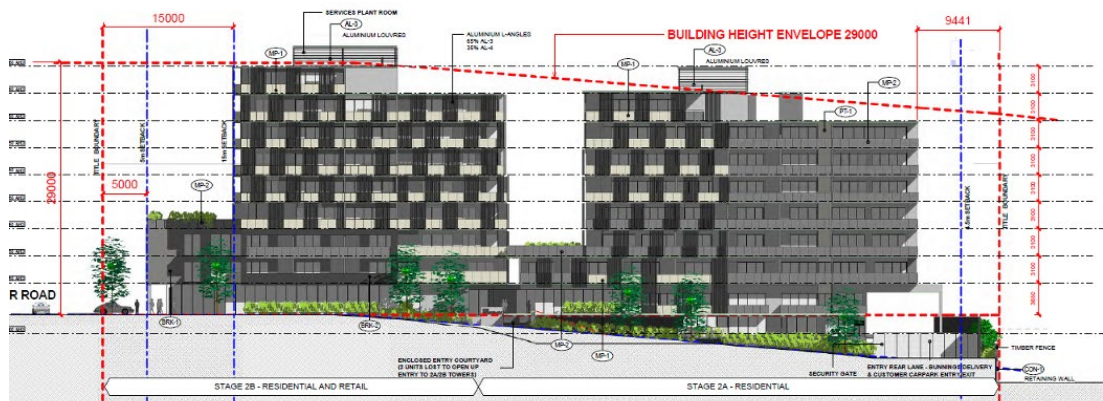 15000
SERVICES PLANT ROOM
AL-3
ALUMINIUM LOUVRED
MP-1
ALUMINIUM L-ANGLES
65% AL-3
35% AL-4
BUILDING HEIGHT ENVELOPE 29000
MP-1
AL-3
ALUMINIUM LOUVRED
9441
MP-2
PT-1
3100
3100
3100
3100
3100
3100
3100
3100
TITLE BOUNDARY
5m SETBACK
15m SETBACK
5000
29000
MP-2
4.5m SETBACK
TITLE BOUNDARY
R ROAD
BRK-1
BRK-2
MP-2
MP-1
ENCLOSED ENTRY COURTYARD
(2 UNITS LOST TO OPEN UP
ENTRY TO 2A/2B TOWERS)
SECURITY GATE
ENTRY REAR LANE - BUNNINGS DELIVERY
& CUSTOMER CARPARK ENTRY EXIT
TIMBER FENCE
CON-1
RETAINING WALL
STAGE 2B - RESIDENTIAL AND RETAIL
STAGE 2A - RESIDENTIAL